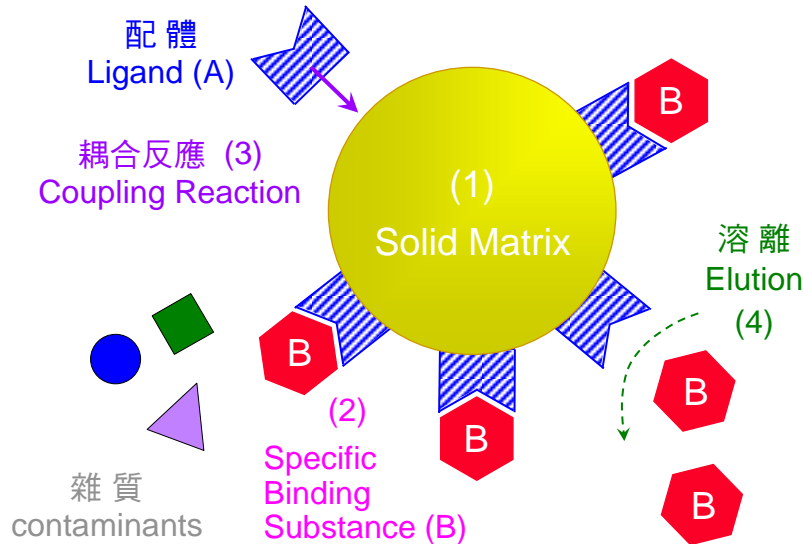 配 體
Ligand (A)
耦合反應 (3)
Coupling Reaction
(1)
Solid Matrix
B
溶 離
Elution
(4)
B
(2)
Specific
Binding
Substance (B)
B
B
B
雜 質
contaminants